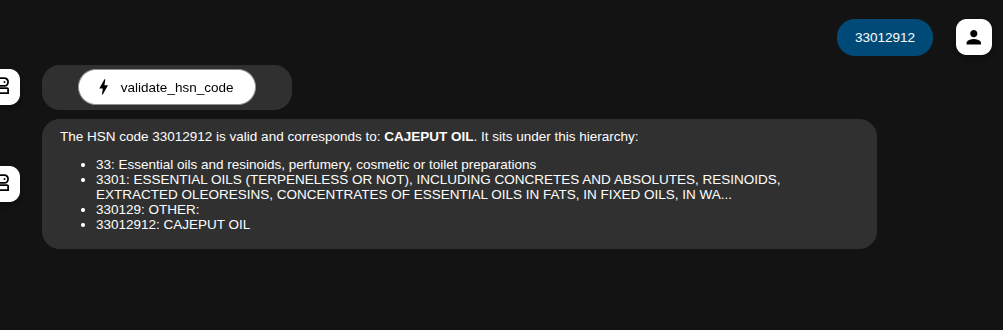 33012912
validate_hsn_code
The HSN code 33012912 is valid and corresponds to: CAJEPUT OIL. It sits under this hierarchy:
• 33: Essential oils and resinoids, perfumery, cosmetic or toilet preparations
• 3301: ESSENTIAL OILS (TERPENELESS OR NOT), INCLUDING CONCRETES AND ABSOLUTES, RESINOIDS,
EXTRACTED OLEORESINS, CONCENTRATES OF ESSENTIAL OILS IN FATS, IN FIXED OILS, IN WA...
• 330129: OTHER:
• 33012912: CAJEPUT OIL